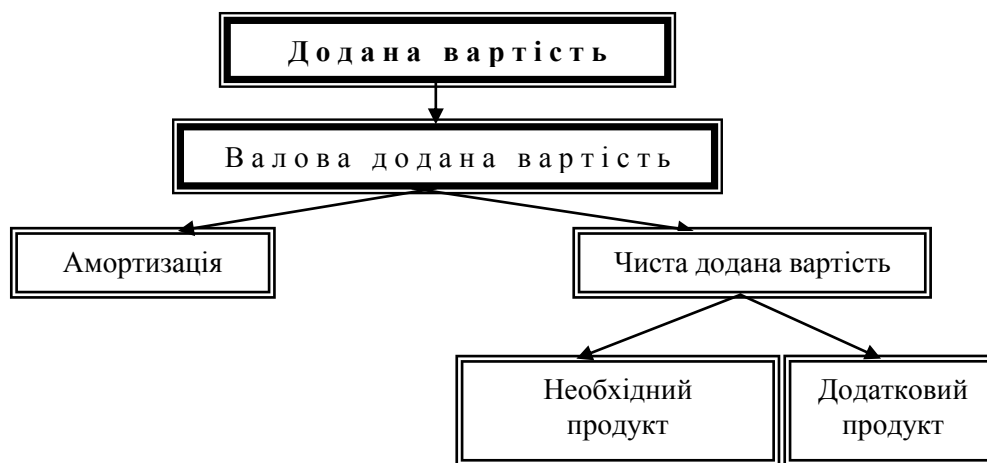 Додана вартість
Валова додана вартість
Амортизація
Чиста додана вартість
Необхідний
продукт
Додатковий
продукт